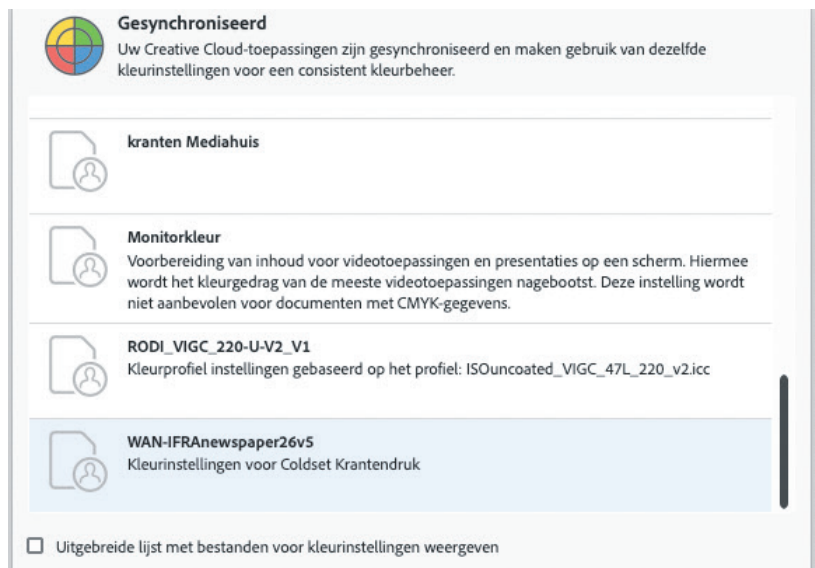 Gesynchroniseerd
Uw Creative Cloud-toepassingen zijn gesynchroniseerd en maken gebruik van dezelfde
kleurinstellingen voor een consistent kleurbeheer.
kranten Mediahuis
Monitorkleur
Voorbereiding van inhoud voor videotoepassingen en presentaties op een scherm. Hiermee
wordt het kleurgedrag van de meeste videotoepassingen nagebootst. Deze instelling wordt
niet aanbevolen voor documenten met CMYK-gegevens.
RODI_VIGC_220-U-V2_V1
Kleurprofiel instellingen gebaseerd op het profiel: ISOuncoated_VIGC_47L_220_v2.icc
WAN-IFRAnewspaper26v5
Kleurinstellingen voor Coldset Krantendruk
Uitgebreide lijst met bestanden voor kleurinstellingen weergeven